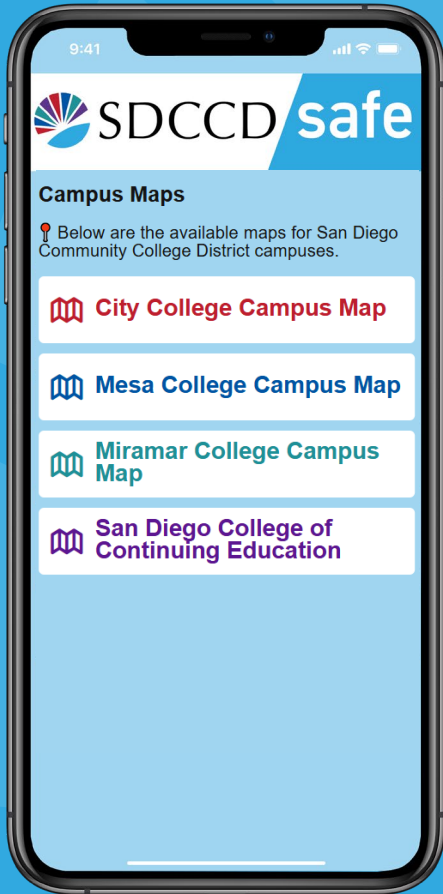 9:41
SDCCD safe
Campus Maps
Below are the available maps for San Diego
Community College District campuses.
City College Campus Map
Mesa College Campus Map
Miramar College Campus
Map
San Diego College of
Continuing Education